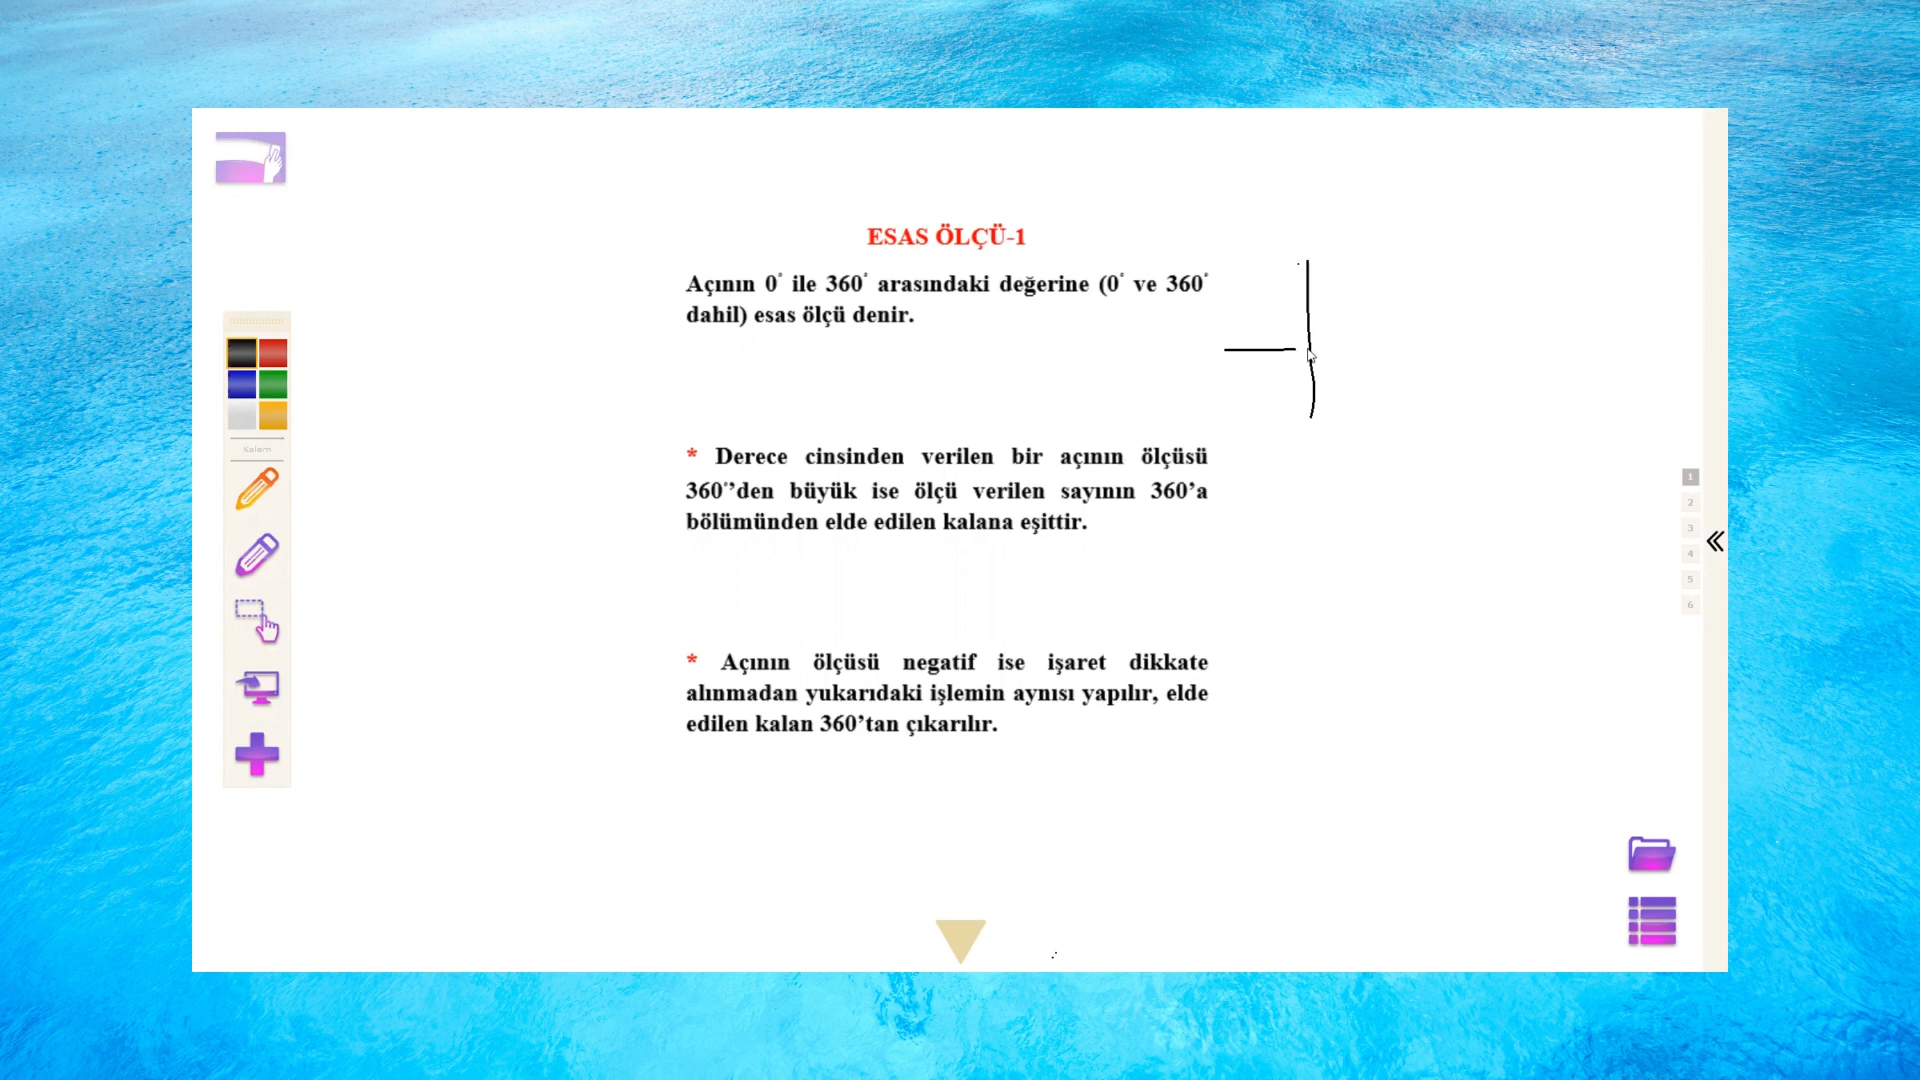 ESAS ÖLÇÜ-1
Açının 0° ile 360° arasındaki değerine (0° ve 360°
dahil) esas ölçü denir.
* Derece cinsinden verilen bir açının ölçüsü
360°’den büyük ise ölçü verilen sayının 360’a
bölümünden elde edilen kalana eşittir.
* Açının ölçüsü negatif ise işaret dikkate
alınmadan yukarıdaki işlemin aynısı yapılır, elde
edilen kalan 360’tan çıkarılır.
Kalem
1
2
3
4
5
6